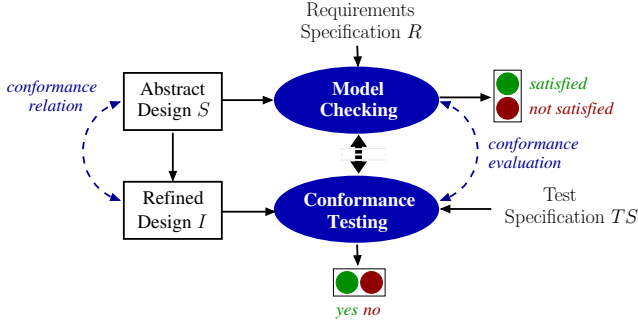 Requirements
Specification R
conformance
relation
Abstract
Design S
Model
Checking
satisfied
not satisfied
conformance
evaluation
Refined
Design I
Conformance
Testing
Test
Specification TS
yes no